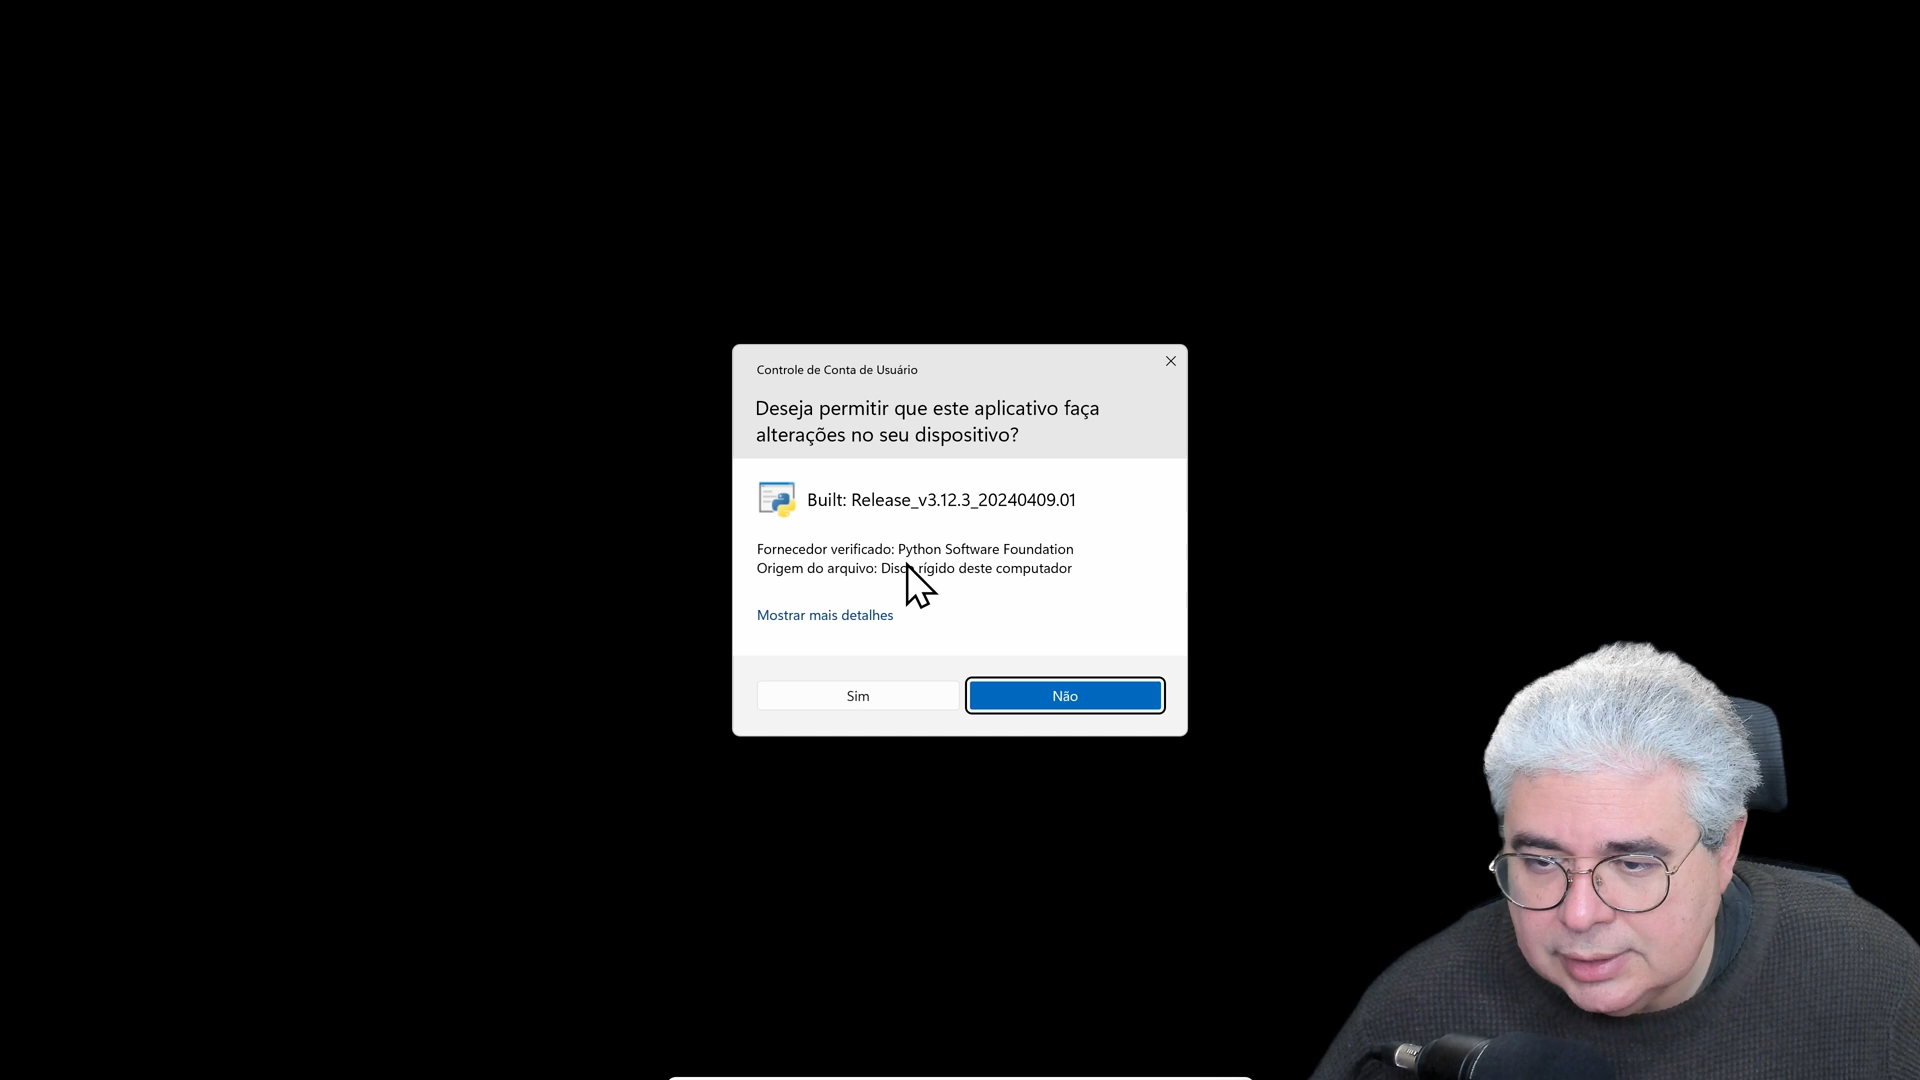 Controle de Conta de Usuário
Deseja permitir que este aplicativo faça
alterações no seu dispositivo?
Built: Release_v3.12.3_20240409.01
Fornecedor verificado: Python Software Foundation
Origem do arquivo: Disco rígido deste computador
Mostrar mais detalhes
Sim
Não